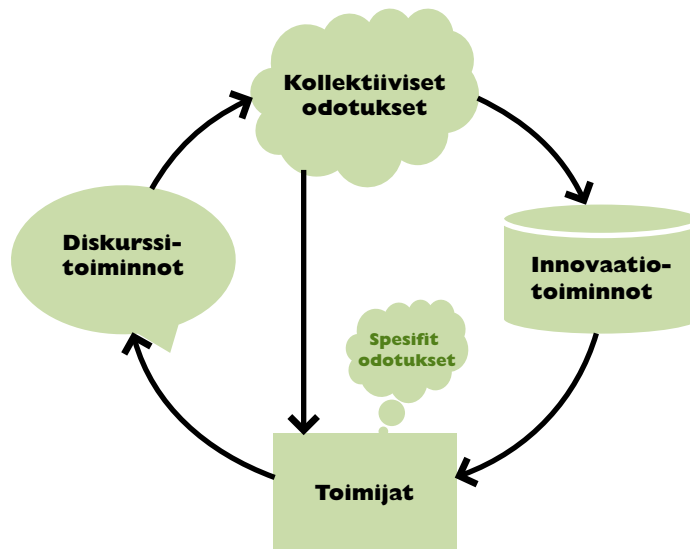 Kollektiiviset
odotukset
Diskurssi-
toiminnot
Innovaatio-
toiminnot
Spesifit
odotukset
Toimijat